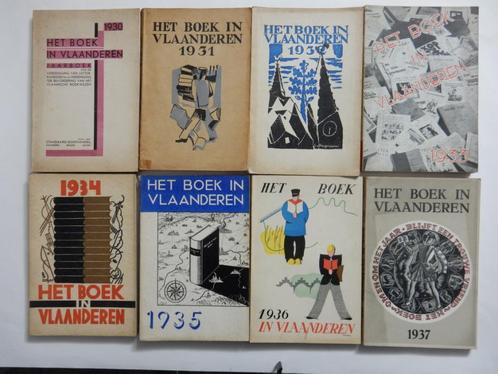 1930
HET BOEK
IN VLAANDEREN
JAARBOEK
HET BOEK IN
VLAANDEREN
1931
HET BOEK IN
VLAANDEREN
HET BOEK
IN
VLAANDEREN
1933
1934
HET BOEK
IN
VLAANDEREN
HET BOEK IN
VLAANDEREN
1935
HET BOEK
1936
IN VLAANDEREN
HET BOEK IN
VLAANDEREN
1937